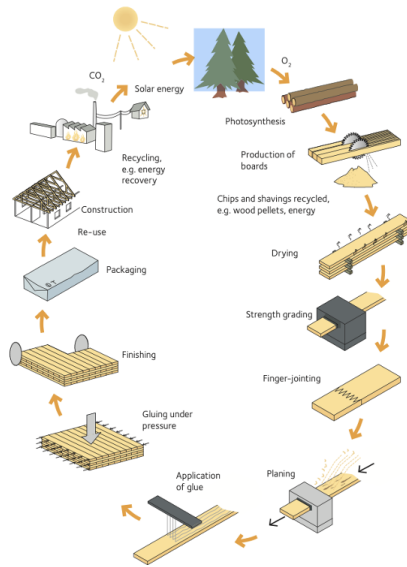 O₂
CO₂
Solar energy
Photosynthesis
Production of
boards
Recycling,
e.g. energy
recovery
Chips and shavings recycled,
e.g. wood pellets, energy
Construction
Re-use
Drying
Packaging
Strength grading
Finishing
Finger-jointing
Gluing under
pressure
Application
of glue
Planing